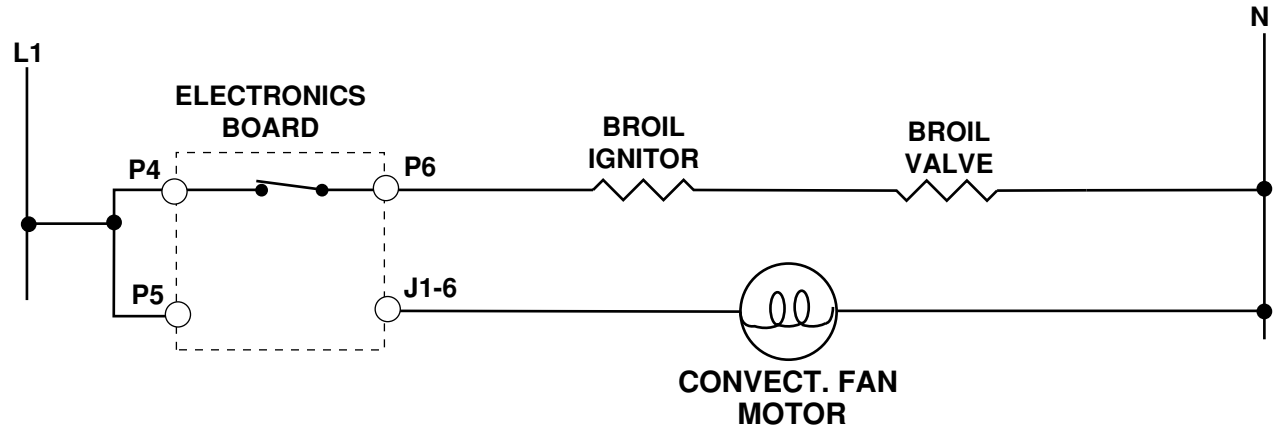 N
L1
ELECTRONICS
BOARD
BROIL
IGNITOR
BROIL
VALVE
P4
P6
P5
J1-6
CONVECT. FAN
MOTOR